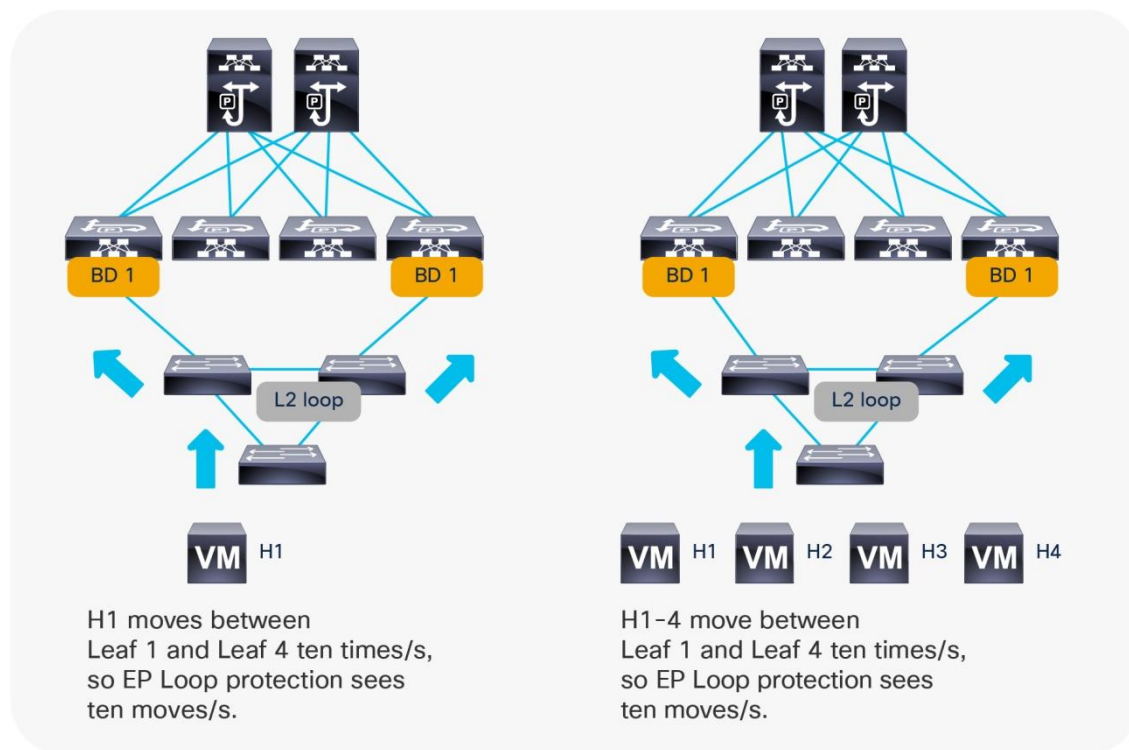 P
P
BD 1
BD 1
L2 loop
VM
H1
H1 moves between
Leaf 1 and Leaf 4 ten times/s,
so EP Loop protection sees
ten moves/s.
P
P
BD 1
BD 1
L2 loop
VM H1 VM H2 VM H3 VM H4
H1-4 move between
Leaf 1 and Leaf 4 ten times/s,
so EP Loop protection sees
ten moves/s.